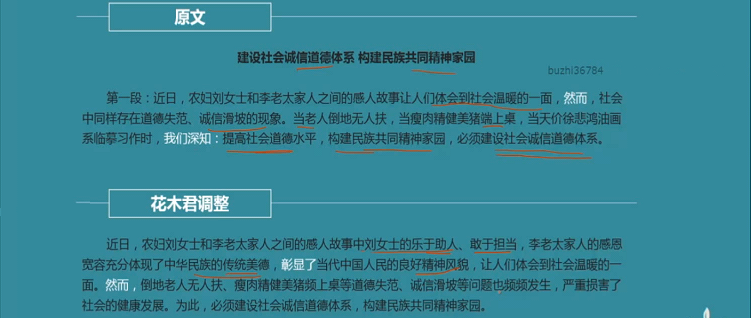 原文
建设社会诚信道德体系 构建民族共同精神家园
buzhi36784
第一段：近日，农妇刘女士和李老太家人之间的感人故事让人们体会到社会温暖的一面，然而，社会
中同样存在道德失范、诚信滑坡的现象。当老人倒地无人扶，当瘦肉精健美猪端上桌，当天价徐悲鸿油画
系临摹习作时，我们深知：提高社会道德水平，构建民族共同精神家园，必须建设社会诚信道德体系。
花木君调整
近日，农妇刘女士和李老太家人之间的感人故事中刘女士的乐于助人、敢于担当，李老太家人的感恩
宽容充分体现了中华民族的传统美德，彰显了当代中国人民的良好精神风貌，让人们体会到社会温暖的一
面。然而，倒地老人无人扶、瘦肉精健美猪频上桌等道德失范、诚信滑坡等问题也频频发生，严重损害了
社会的健康发展。为此，必须建设社会诚信道德体系，构建民族共同精神家园。